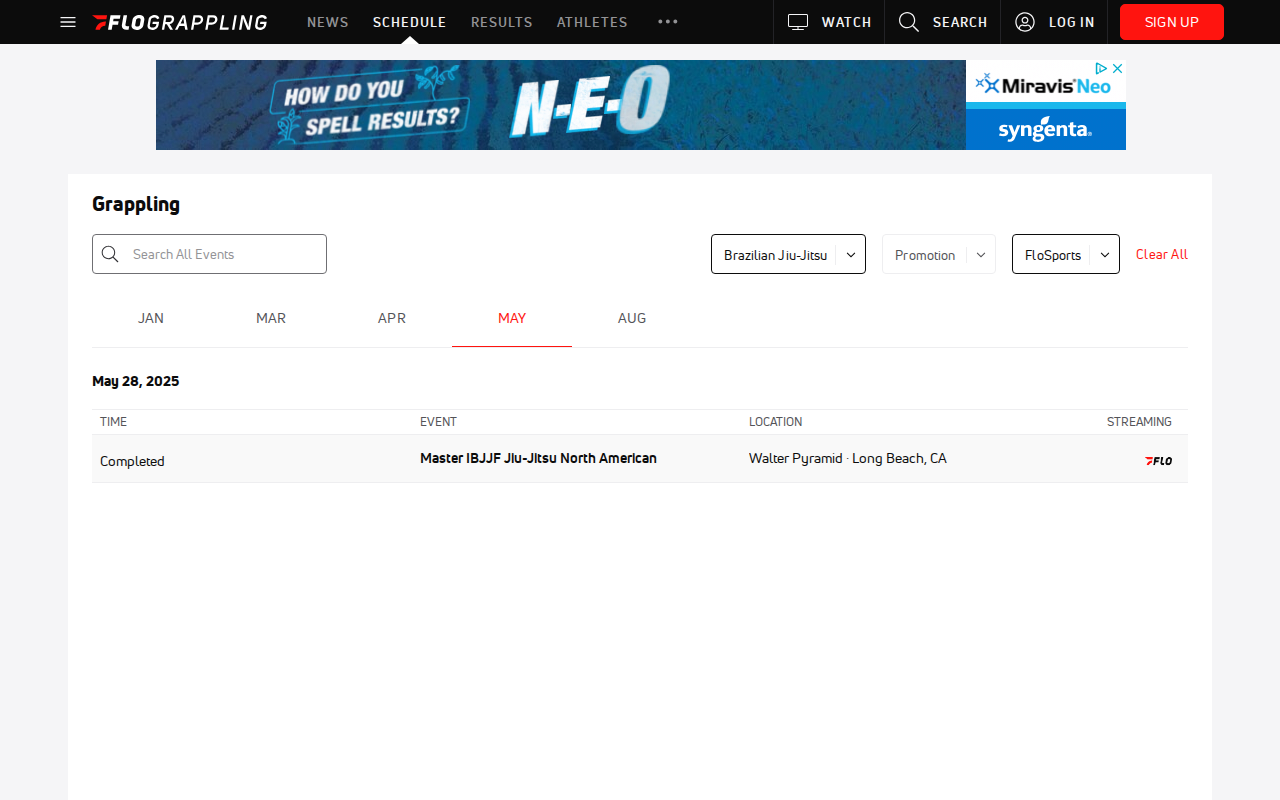 FLOGRAPPLING NEWS SCHEDULE RESULTS ATHLETES ••• WATCH SEARCH LOG IN SIGN UP
HOW DO YOU
SPELL RESULTS?
N-E-O
Miravis® Neo
syngenta®
Grappling
Search All Events Brazilian Jiu-Jitsu Promotion FloSports Clear All
JAN MAR APR MAY AUG
May 28, 2025
TIME EVENT LOCATION STREAMING
Completed Master IBJJF Jiu-Jitsu North American Walter Pyramid · Long Beach, CA FLO